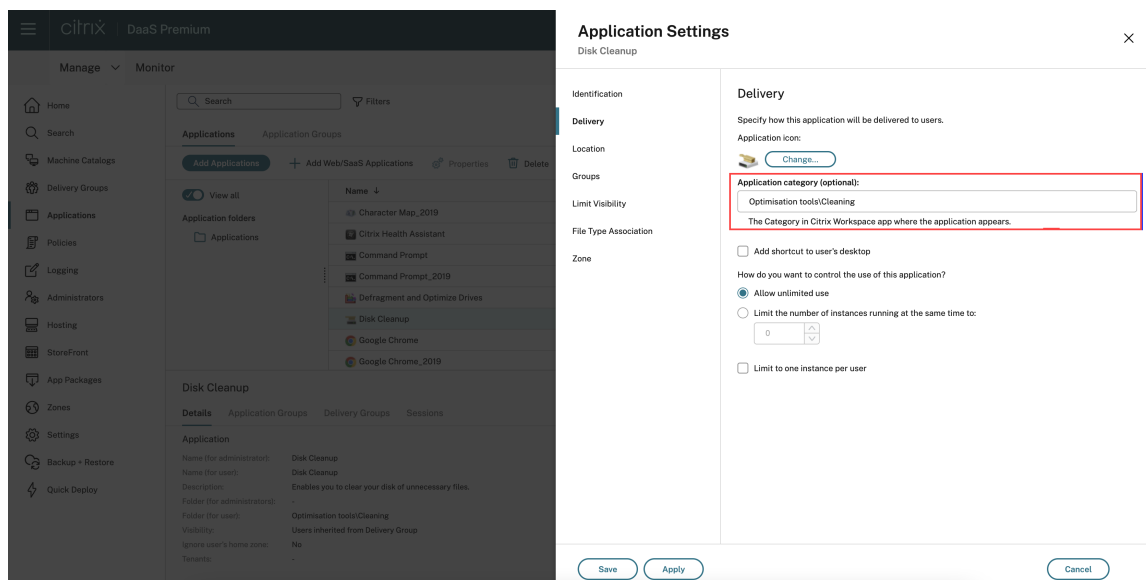 citrix DaaS Premium
Manage Monitor
Home
Search
Machine Catalogs
Delivery Groups
Applications
Policies
Logging
Administrators
Hosting
StoreFront
App Packages
Zones
Settings
Backup + Restore
Quick Deploy
Search Filters
Applications Application Groups
Add Applications Add Web/SaaS Applications Properties Delete
View all
Application folders
Applications
Name ↓
Character Map_2019
Citrix Health Assistant
Command Prompt
Command Prompt_2019
Defragment and Optimize Drives
Disk Cleanup
Google Chrome
Google Chrome_2019
Disk Cleanup
Details Application Groups Delivery Groups Sessions
Application
Name (for administrator): Disk Cleanup
Name (for user): Disk Cleanup
Description: Enables you to clear your disk of unnecessary files.
Folder (for administrators): -
Folder (for user): Optimisation tools\Cleaning
Visibility: Users inherited from Delivery Group
Ignore user's home zone: No
Tenants: -
Application Settings
Disk Cleanup
Identification
Delivery
Location
Groups
Limit Visibility
File Type Association
Zone
Delivery
Specify how this application will be delivered to users.
Application icon:
Change...
Application category (optional):
Optimisation tools\Cleaning
The Category in Citrix Workspace app where the application appears.
Add shortcut to user's desktop
How do you want to control the use of this application?
Allow unlimited use
Limit the number of instances running at the same time to:
0
Limit to one instance per user
Save Apply Cancel